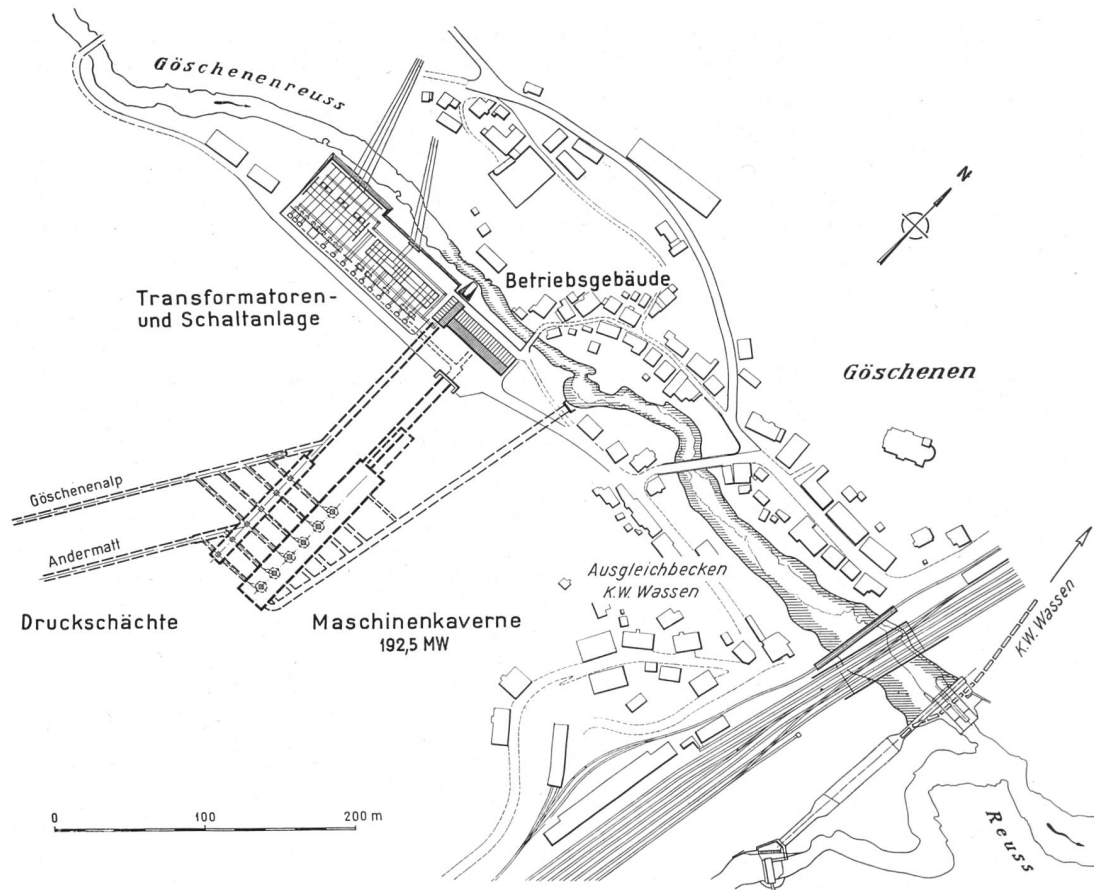 Göschenenreuss
N
Betriebsgebäude
Transformatoren-
und Schaltanlage
Göschenen
Göschenenalp
Andermatt
Ausgleichbecken
K.W. Wassen
K.W. Wassen
Druckschächte
Maschinenkaverne
192,5 MW
0 100 200 m
Reuss